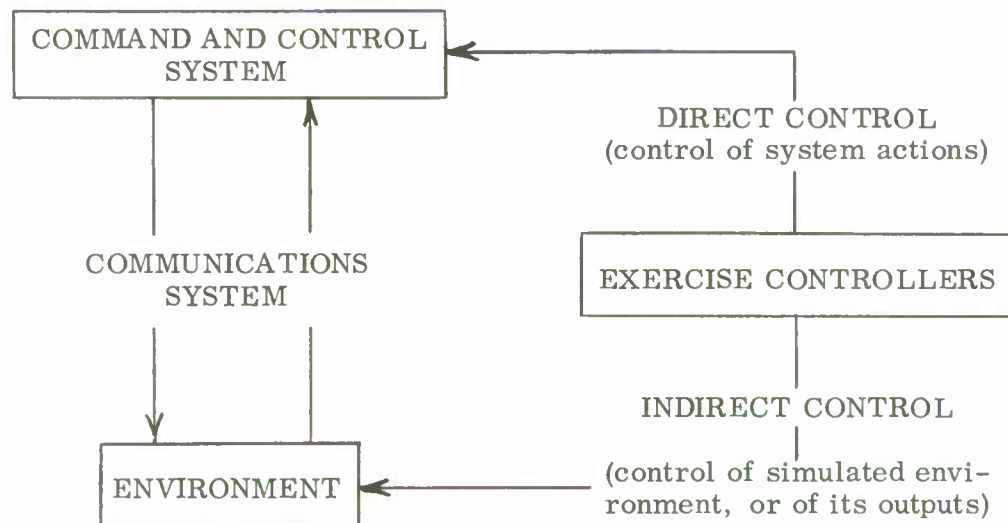 COMMAND AND CONTROL
SYSTEM
DIRECT CONTROL
(control of system actions)
COMMUNICATIONS
SYSTEM
EXERCISE CONTROLLERS
INDIRECT CONTROL
(control of simulated envi-
ronment, or of its outputs)
ENVIRONMENT